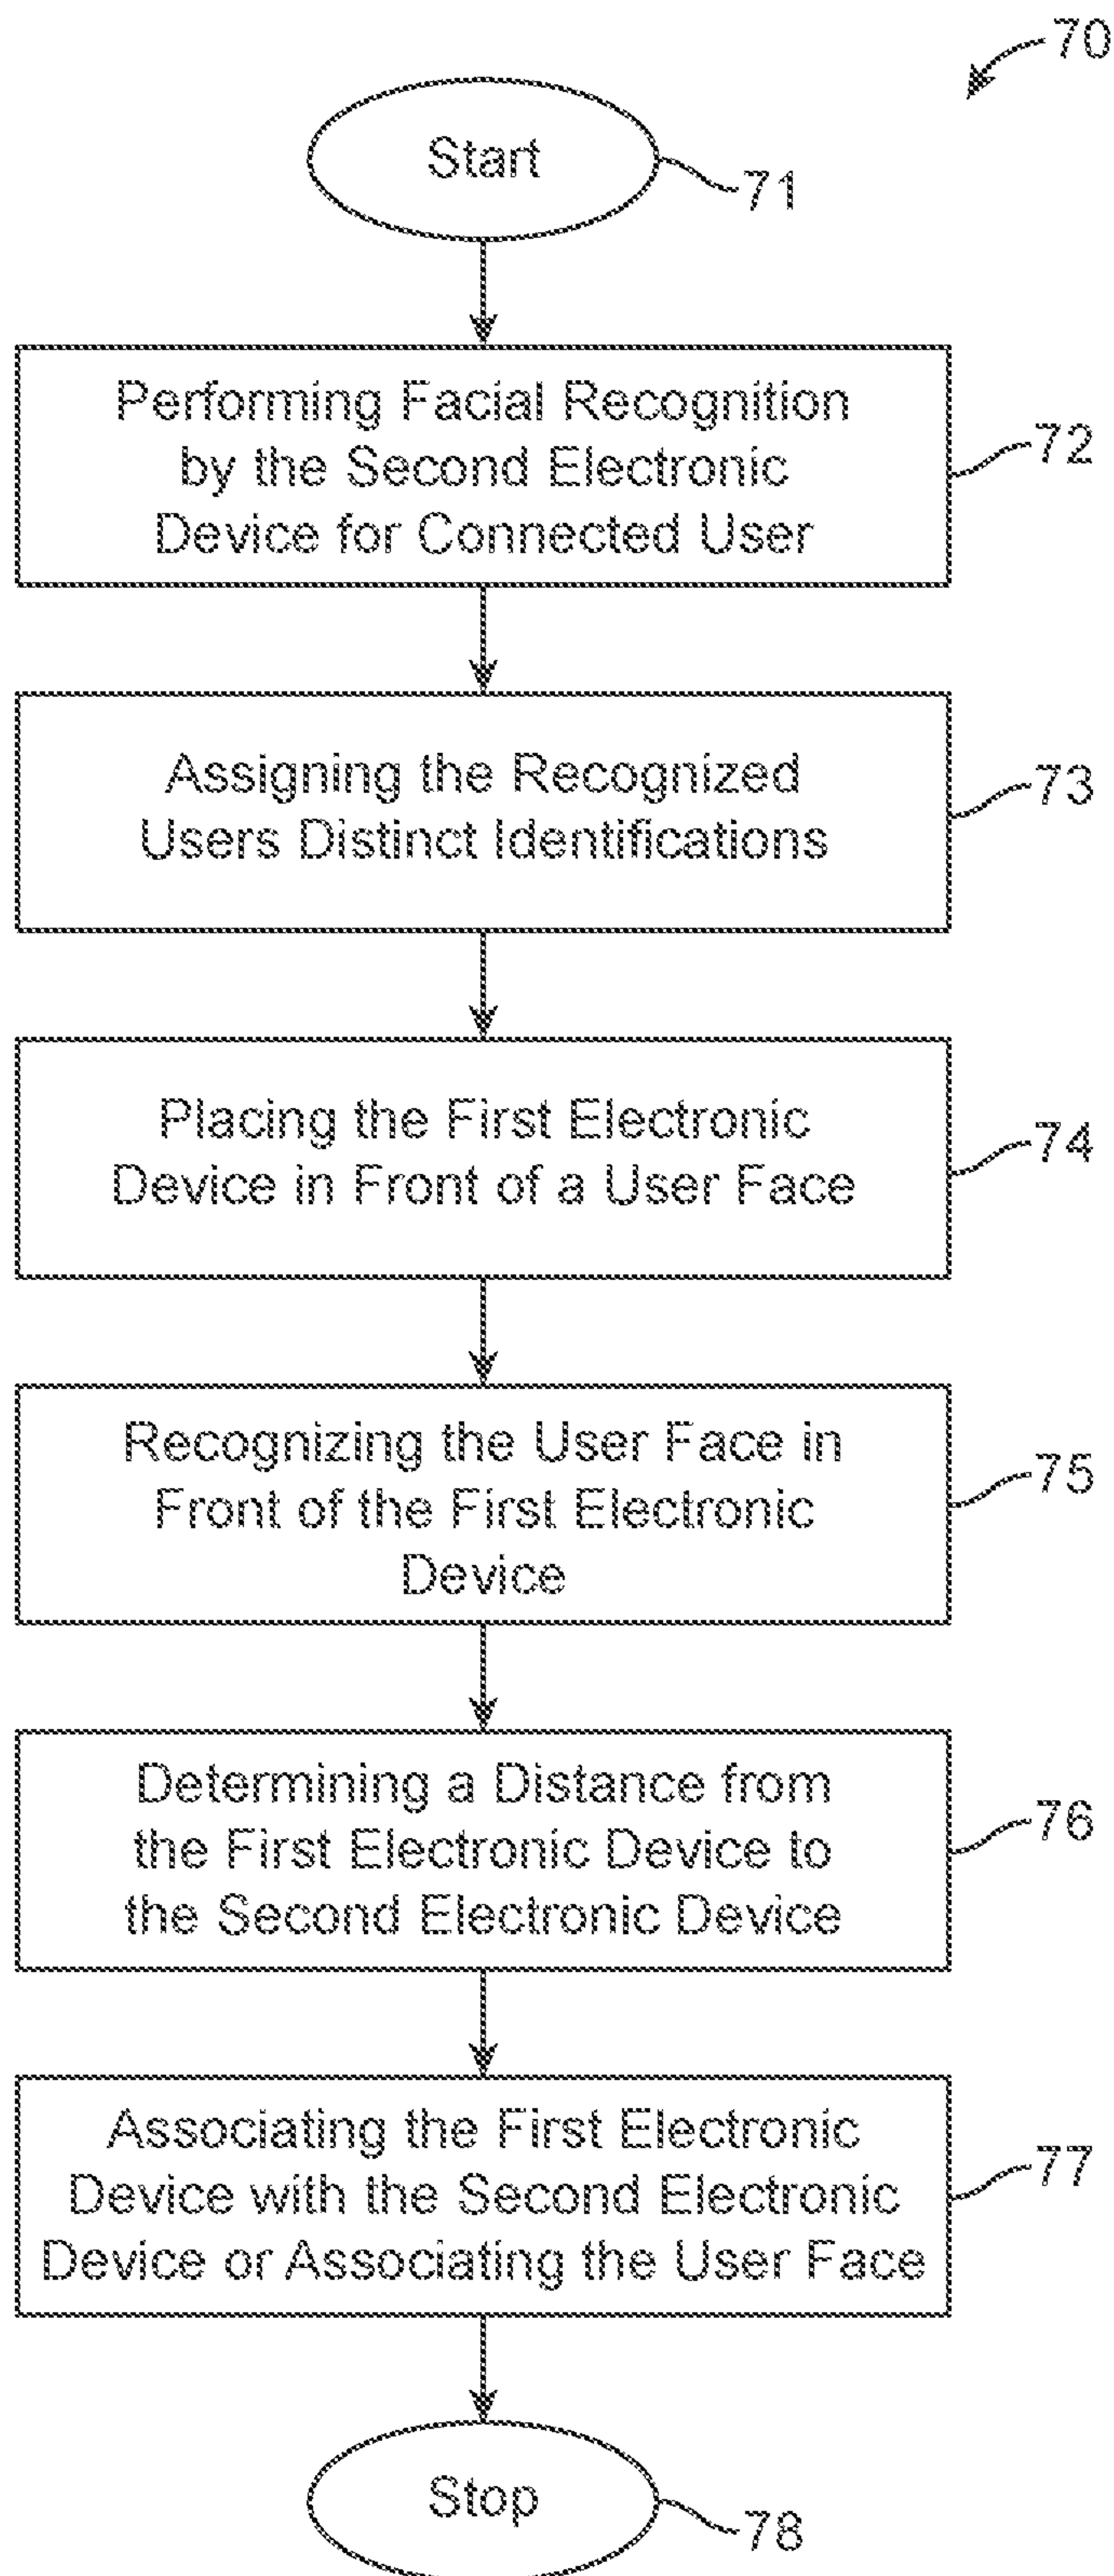 70
Start
71
Performing Facial Recognition
by the Second Electronic
Device for Connected User
72
Assigning the Recognized
Users Distinct Identifications
73
Placing the First Electronic
Device in Front of a User Face
74
Recognizing the User Face in
Front of the First Electronic
Device
75
Determining a Distance from
the First Electronic Device to
the Second Electronic Device
76
Associating the First Electronic
Device with the Second Electronic
Device or Associating the User Face
77
Stop
78